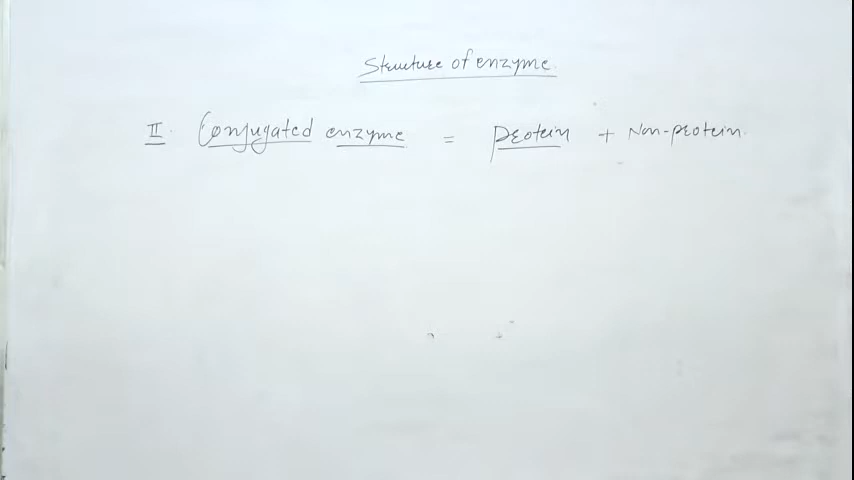 Structure of enzyme.
II. Conjugated enzyme = Protein + Non-protein.